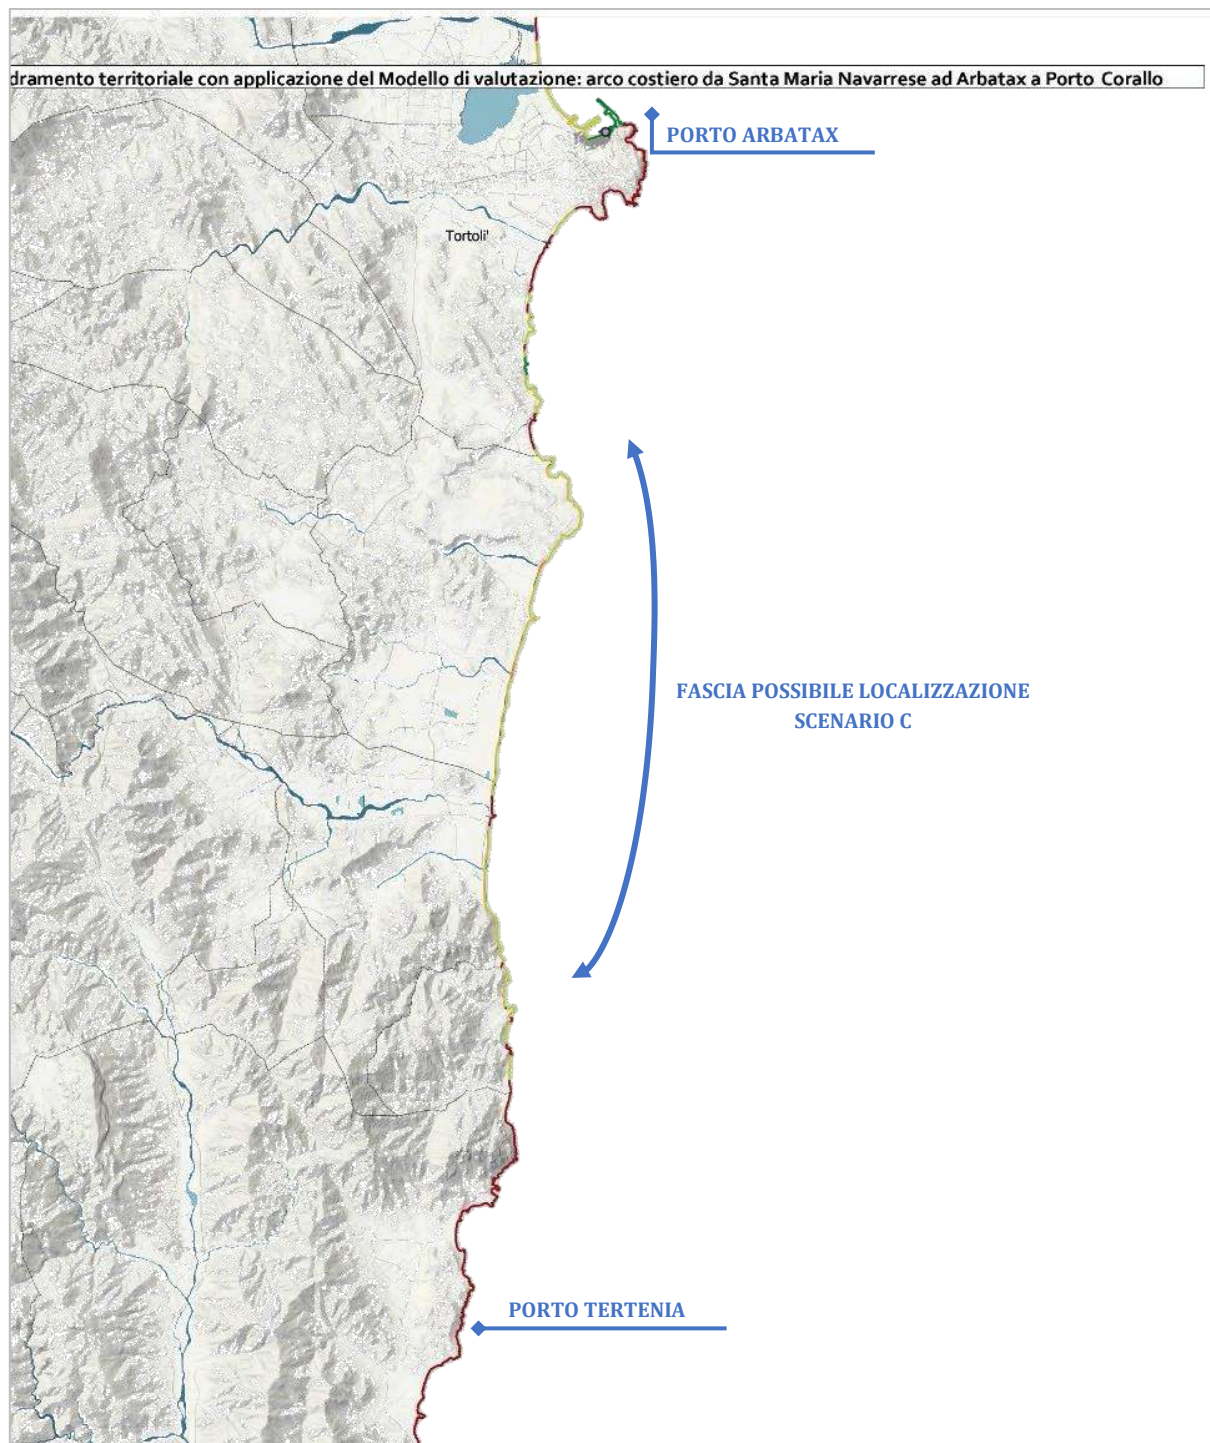 dramento territoriale con applicazione del Modello di valutazione: arco costiero da Santa Maria Navarrese ad Arbatax a Porto Corallo
PORTO ARBATAX
Tortoli'
FASCIA POSSIBILE LOCALIZZAZIONE
SCENARIO C
PORTO TERTENIA